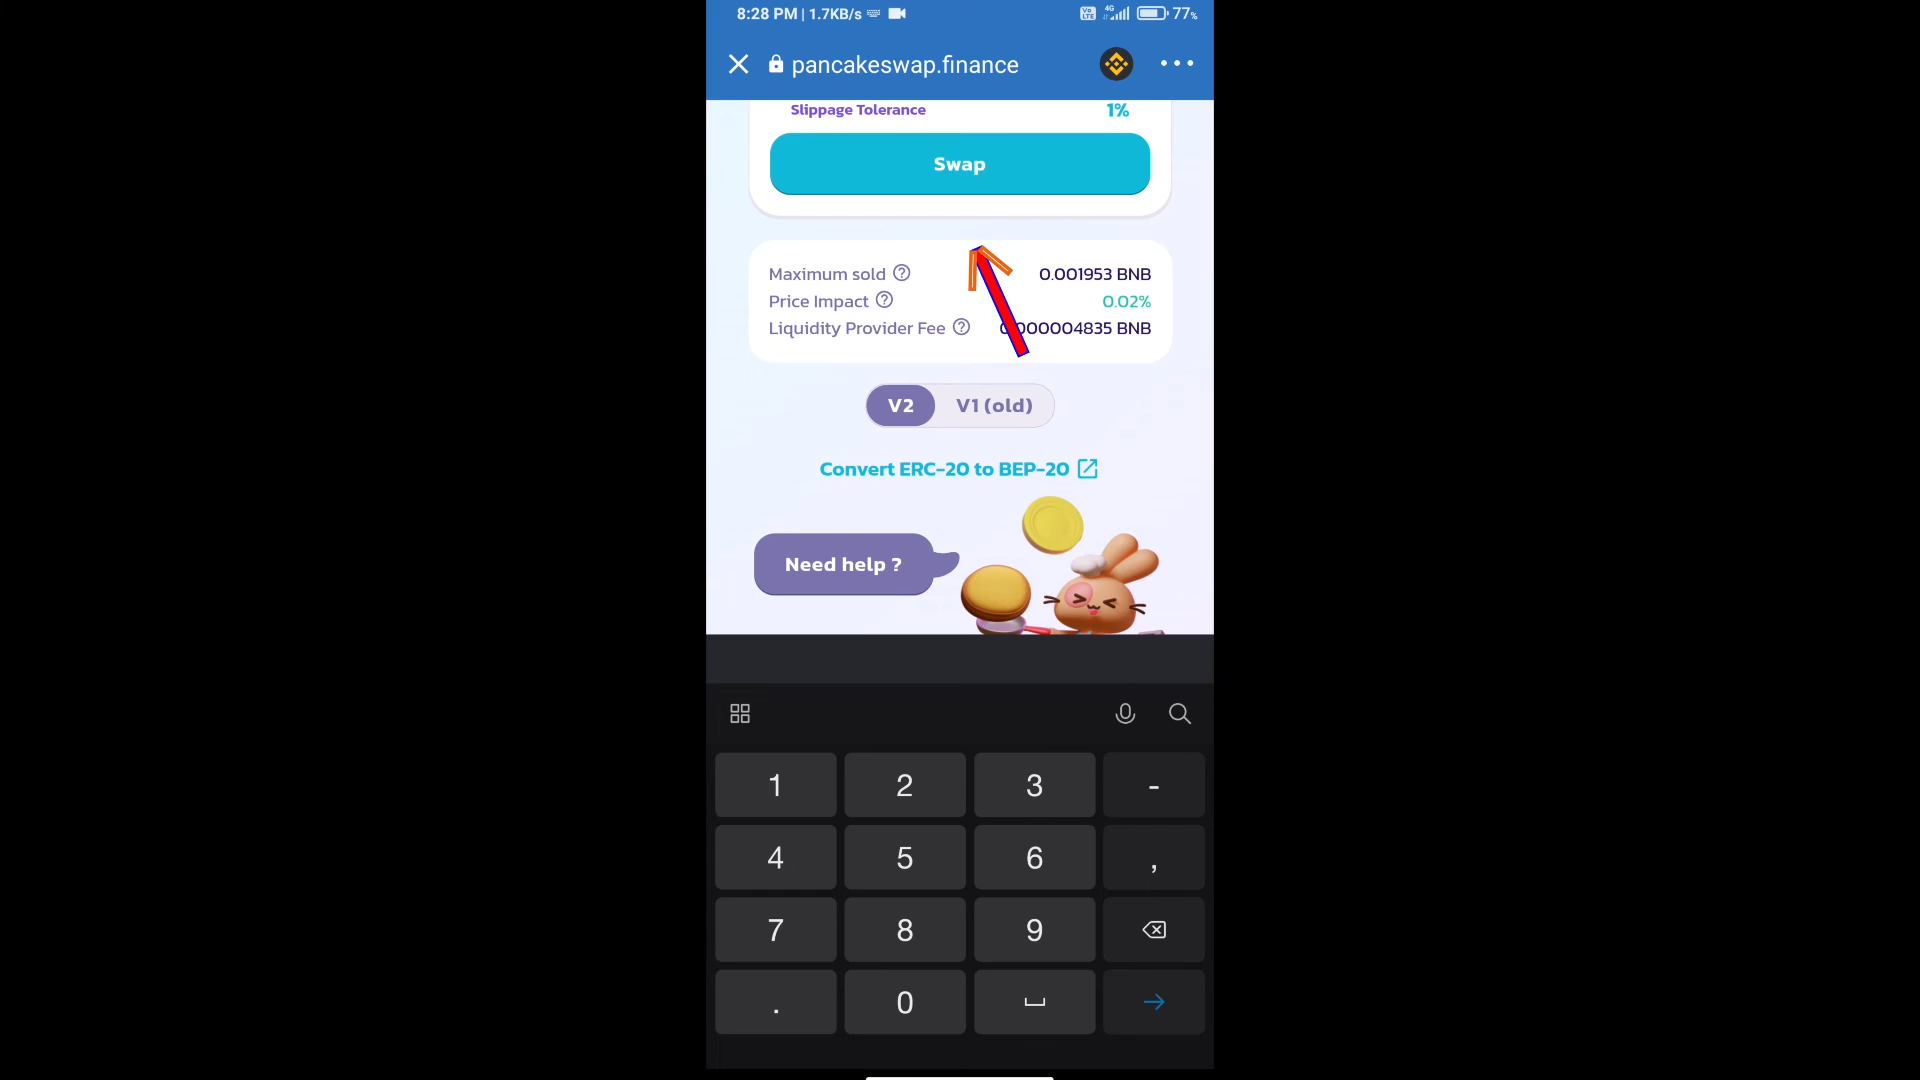 8:28 PM | 1.7KB/s 4G 77%
pancakeswap.finance
Slippage Tolerance 1%
Swap
Maximum sold 0.001953 BNB
Price Impact 0.02%
Liquidity Provider Fee 0.000004835 BNB
V2 V1 (old)
Convert ERC-20 to BEP-20
Need help ?
1 2 3 -
4 5 6 ,
7 8 9
. 0